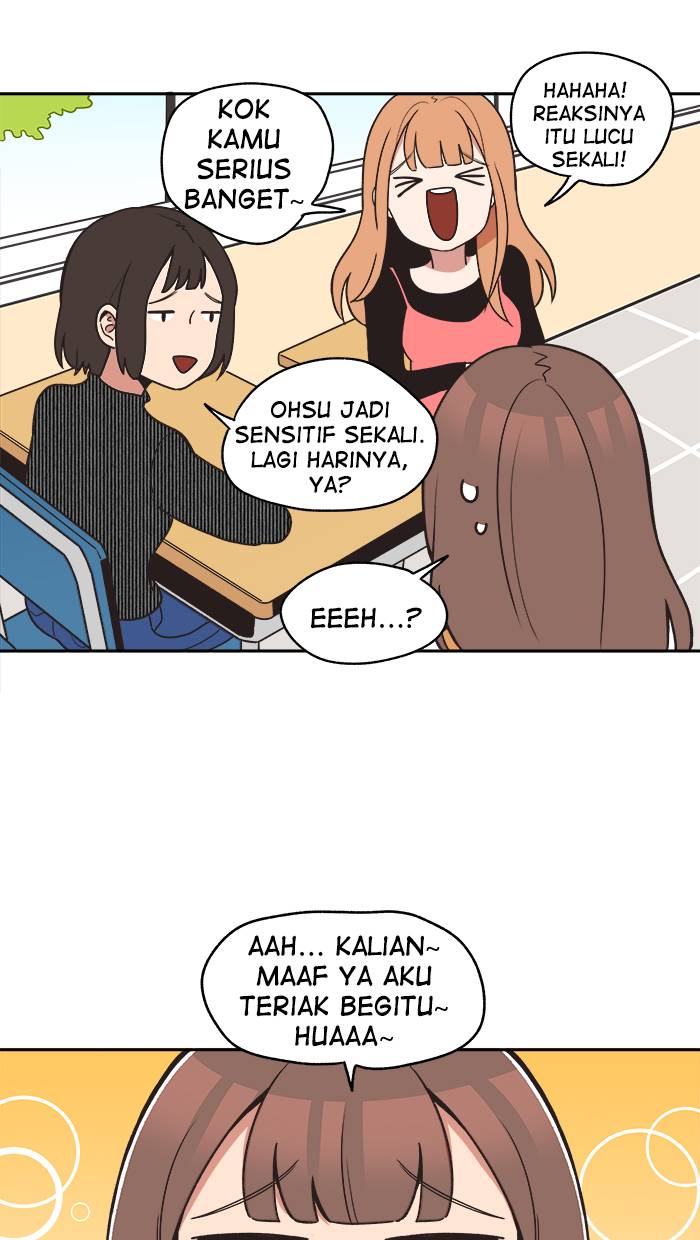 KOK
KAMU
SERIUS
BANGET~
HAHAHA!
REAKSINYA
ITU LUCU
SEKALI!
OHSU JADI
SENSITIF SEKALI.
LAGI HARINYA,
YA?
EEEH...?
AAH... KALIAN~
MAAF YA AKU
TERIAK BEGITU~
HUAAA~